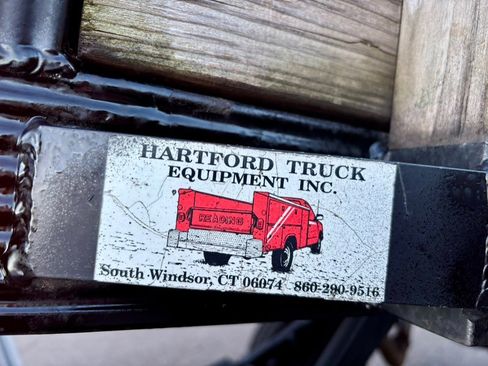 HARTFORD TRUCK
EQUIPMENT INC.
READING
South Windsor, CT 06074 860-290-9516